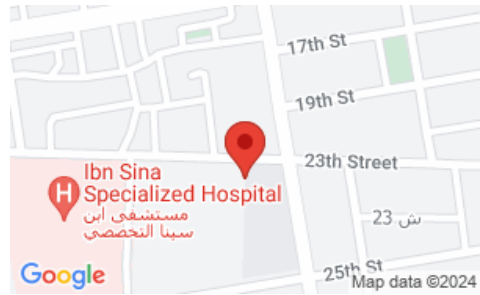 17th St
19th St
23th Street
Ibn Sina
Specialized Hospital
مستشفى ابن
سينا التخصصي
H
ش 23
25th St
Google
Map data ©2024